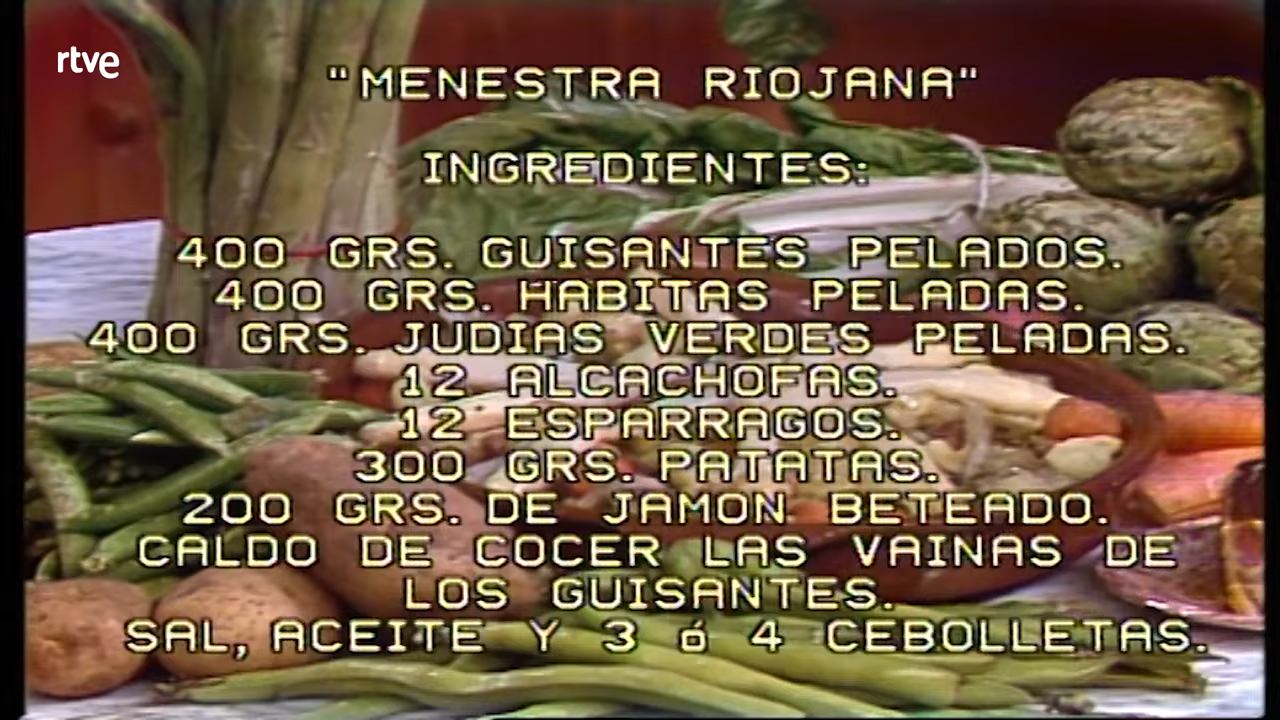 rtve
"MENESTRA RIOJANA"
INGREDIENTES:
400 GRS. GUISANTES PELADOS.
400 GRS. HABITAS PELADAS.
400 GRS. JUDIAS VERDES PELADAS.
12 ALCACHOFAS.
12 ESPARRAGOS.
300 GRS. PATATAS.
200 GRS. DE JAMON BETEADO.
CALDO DE COCER LAS VAINAS DE
LOS GUISANTES.
SAL, ACEITE Y 3 ó 4 CEBOLLETAS.